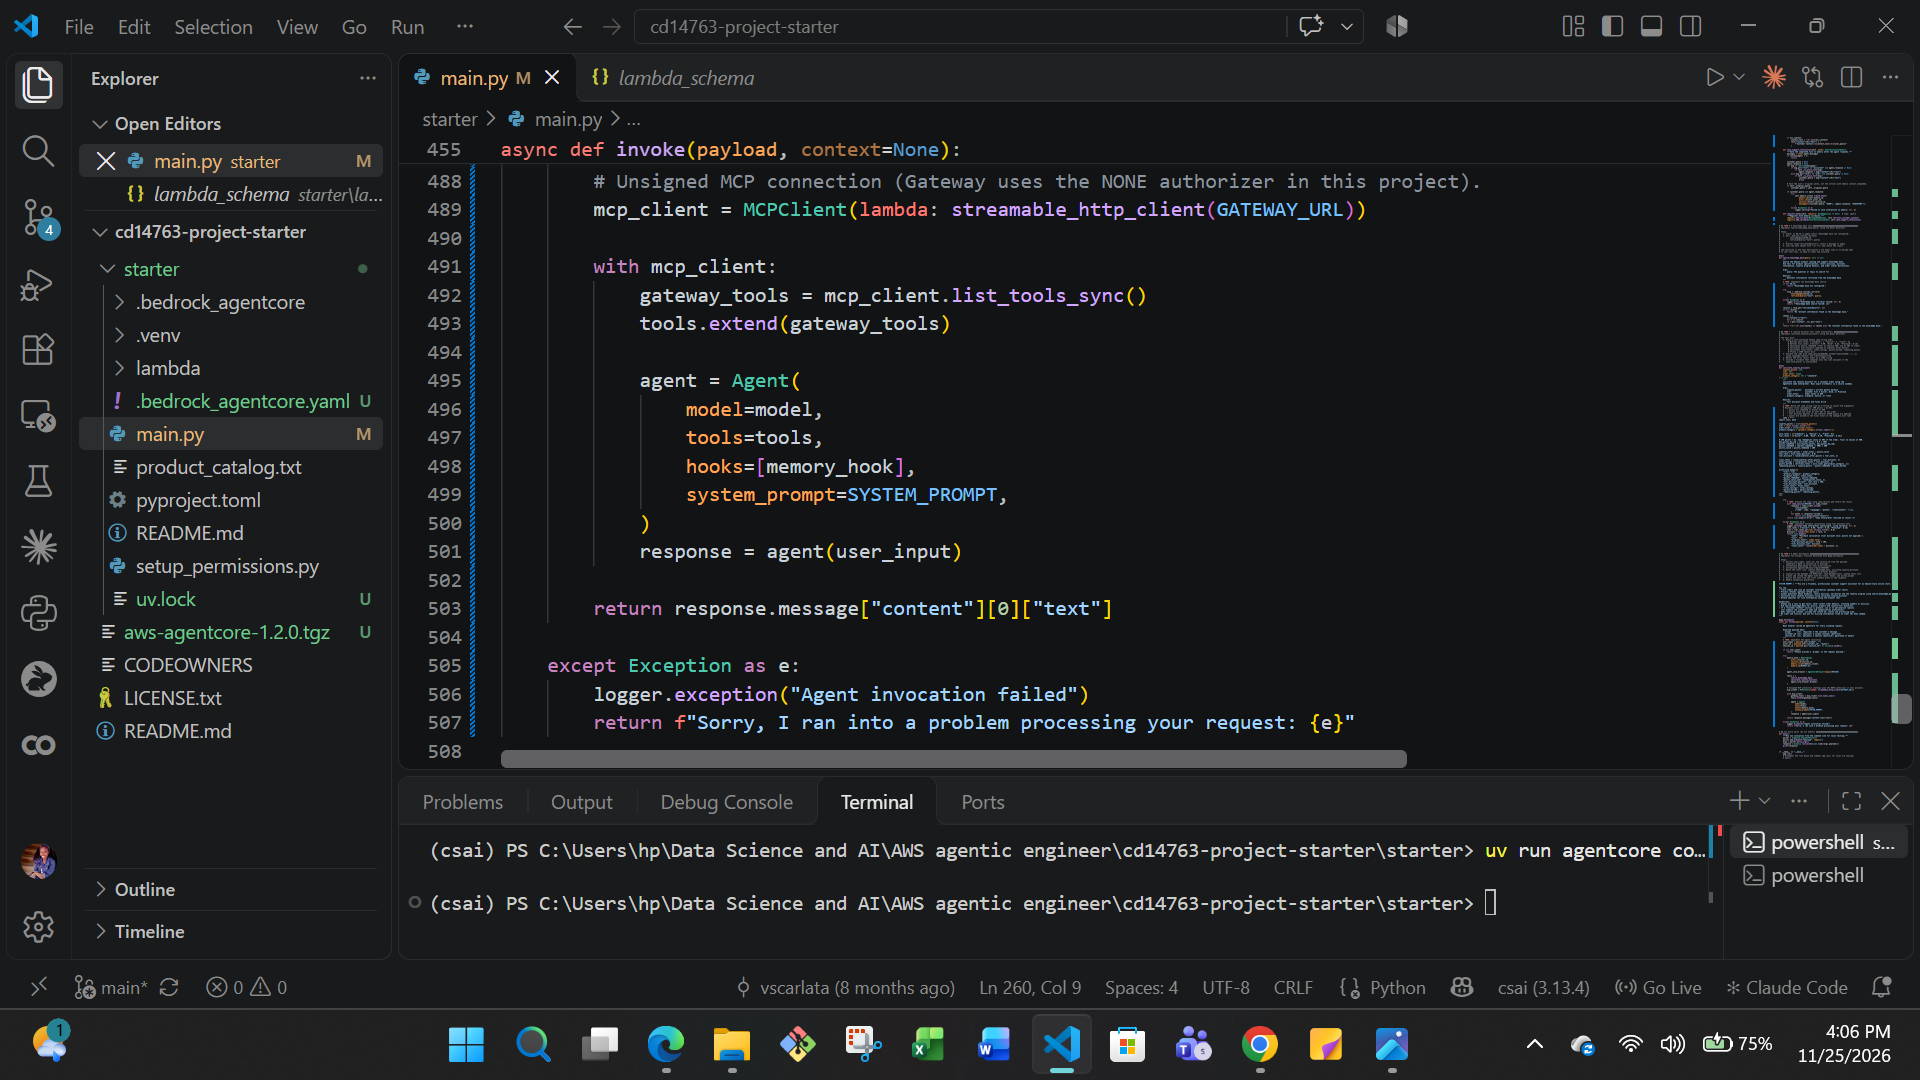 File Edit Selection View Go Run ···
cd14763-project-starter
Explorer
Open Editors
main.py starter M
{} lambda_schema starter\la...
cd14763-project-starter
starter
.bedrock_agentcore
.venv
lambda
! .bedrock_agentcore.yaml U
main.py M
product_catalog.txt
pyproject.toml
README.md
setup_permissions.py
uv.lock U
aws-agentcore-1.2.0.tgz U
CODEOWNERS
LICENSE.txt
README.md
Outline
Timeline
main.py M
{} lambda_schema
starter > main.py > ...
455 async def invoke(payload, context=None):
488 # Unsigned MCP connection (Gateway uses the NONE authorizer in this project).
489 mcp_client = MCPClient(lambda: streamable_http_client(GATEWAY_URL))
490
491 with mcp_client:
492 gateway_tools = mcp_client.list_tools_sync()
493 tools.extend(gateway_tools)
494
495 agent = Agent(
496 model=model,
497 tools=tools,
498 hooks=[memory_hook],
499 system_prompt=SYSTEM_PROMPT,
500 )
501 response = agent(user_input)
502
503 return response.message["content"][0]["text"]
504
505 except Exception as e:
506 logger.exception("Agent invocation failed")
507 return f"Sorry, I ran into a problem processing your request: {e}"
508
Problems Output Debug Console Terminal Ports
(csai) PS C:\Users\hp\Data Science and AI\AWS agentic engineer\cd14763-project-starter\starter> uv run agentcore co...
(csai) PS C:\Users\hp\Data Science and AI\AWS agentic engineer\cd14763-project-starter\starter>
powershell s...
powershell
4
main* 0 0 vscarlata (8 months ago) Ln 260, Col 9 Spaces: 4 UTF-8 CRLF Python csai (3.13.4) Go Live Claude Code
1
75%
4:06 PM
11/25/2026